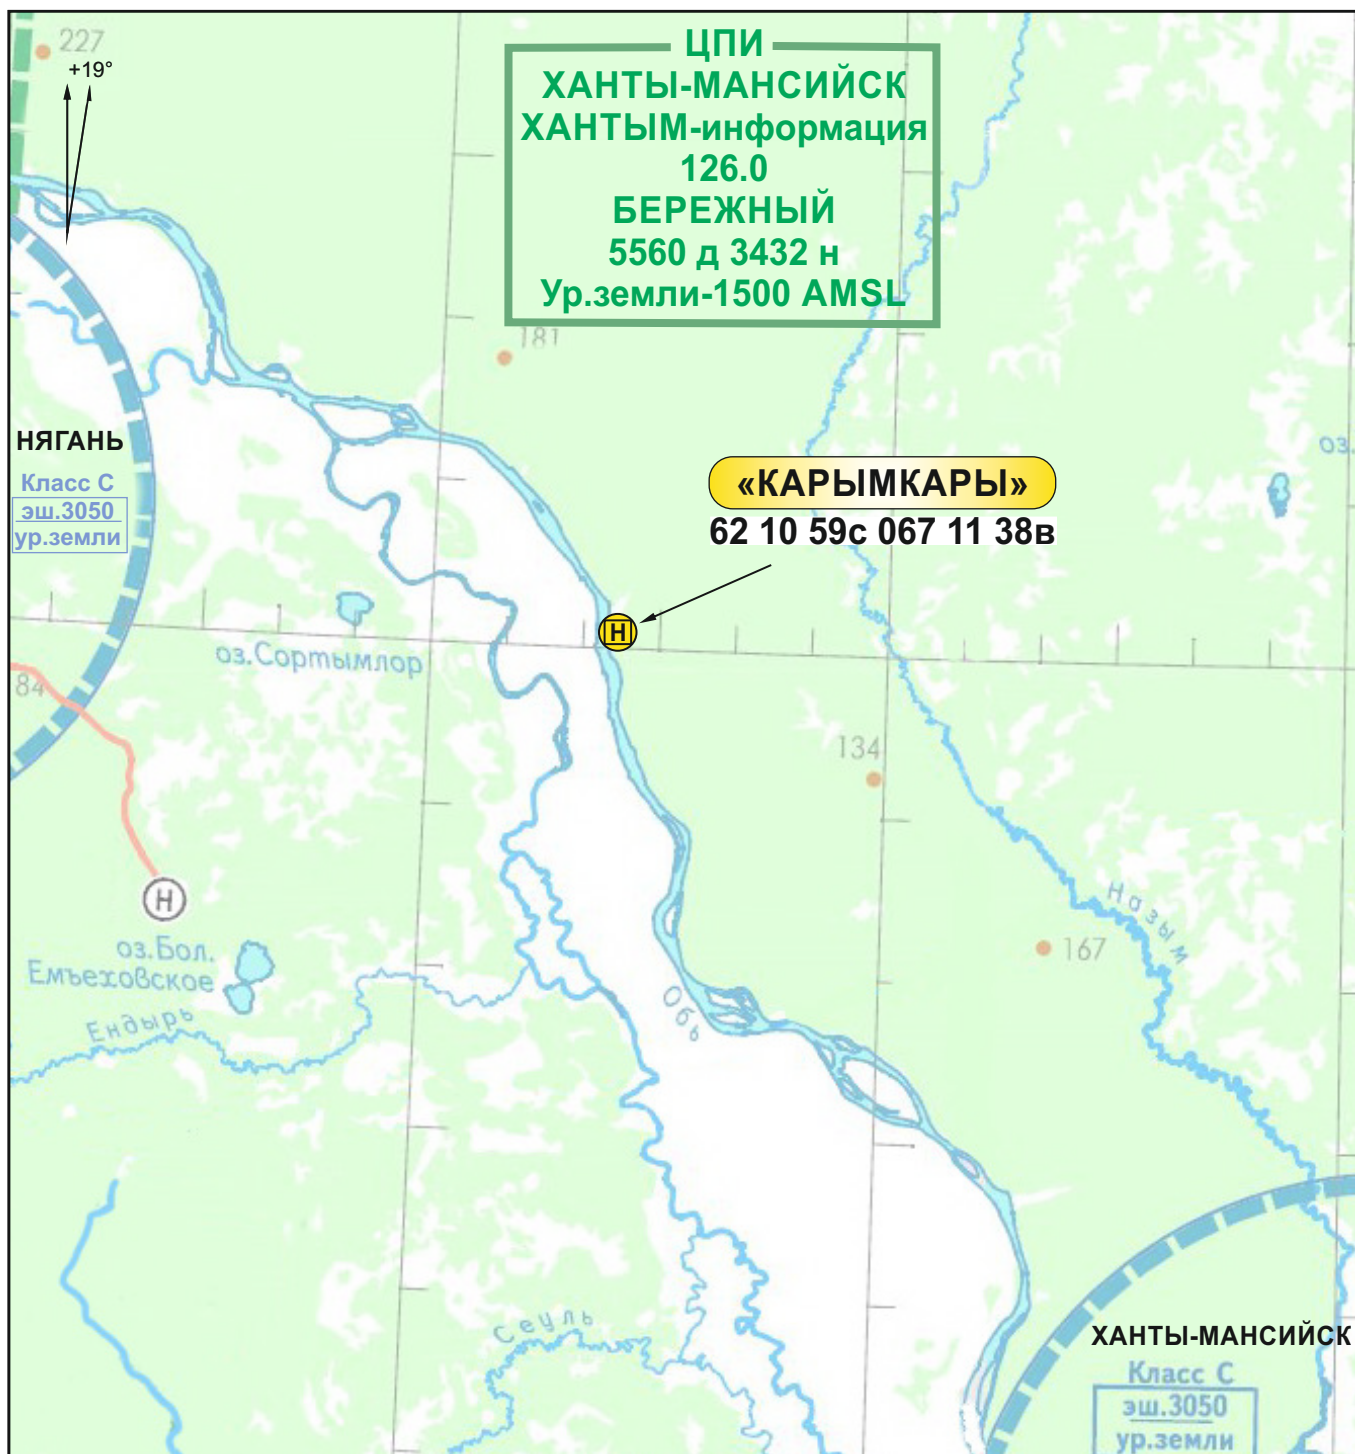 227
+19°
ЦПИ
ХАНТЫ-МАНСИЙСК
ХАНТЫМ-информация
126.0
БЕРЕЖНЫЙ
5560 д 3432 н
Ур.земли-1500 AMSL
181
НЯГАНЬ
Класс С
эш.3050
ур.земли
оз.
«КАРЫМКАРЫ»
62 10 59с 067 11 38в
H
оз.Сортымлор
84
134
H
Назым
167
оз.Бол.
Емъеховское
Обь
Ендырь
Сеуль
ХАНТЫ-МАНСИЙСК
Класс С
эш.3050
ур.земли